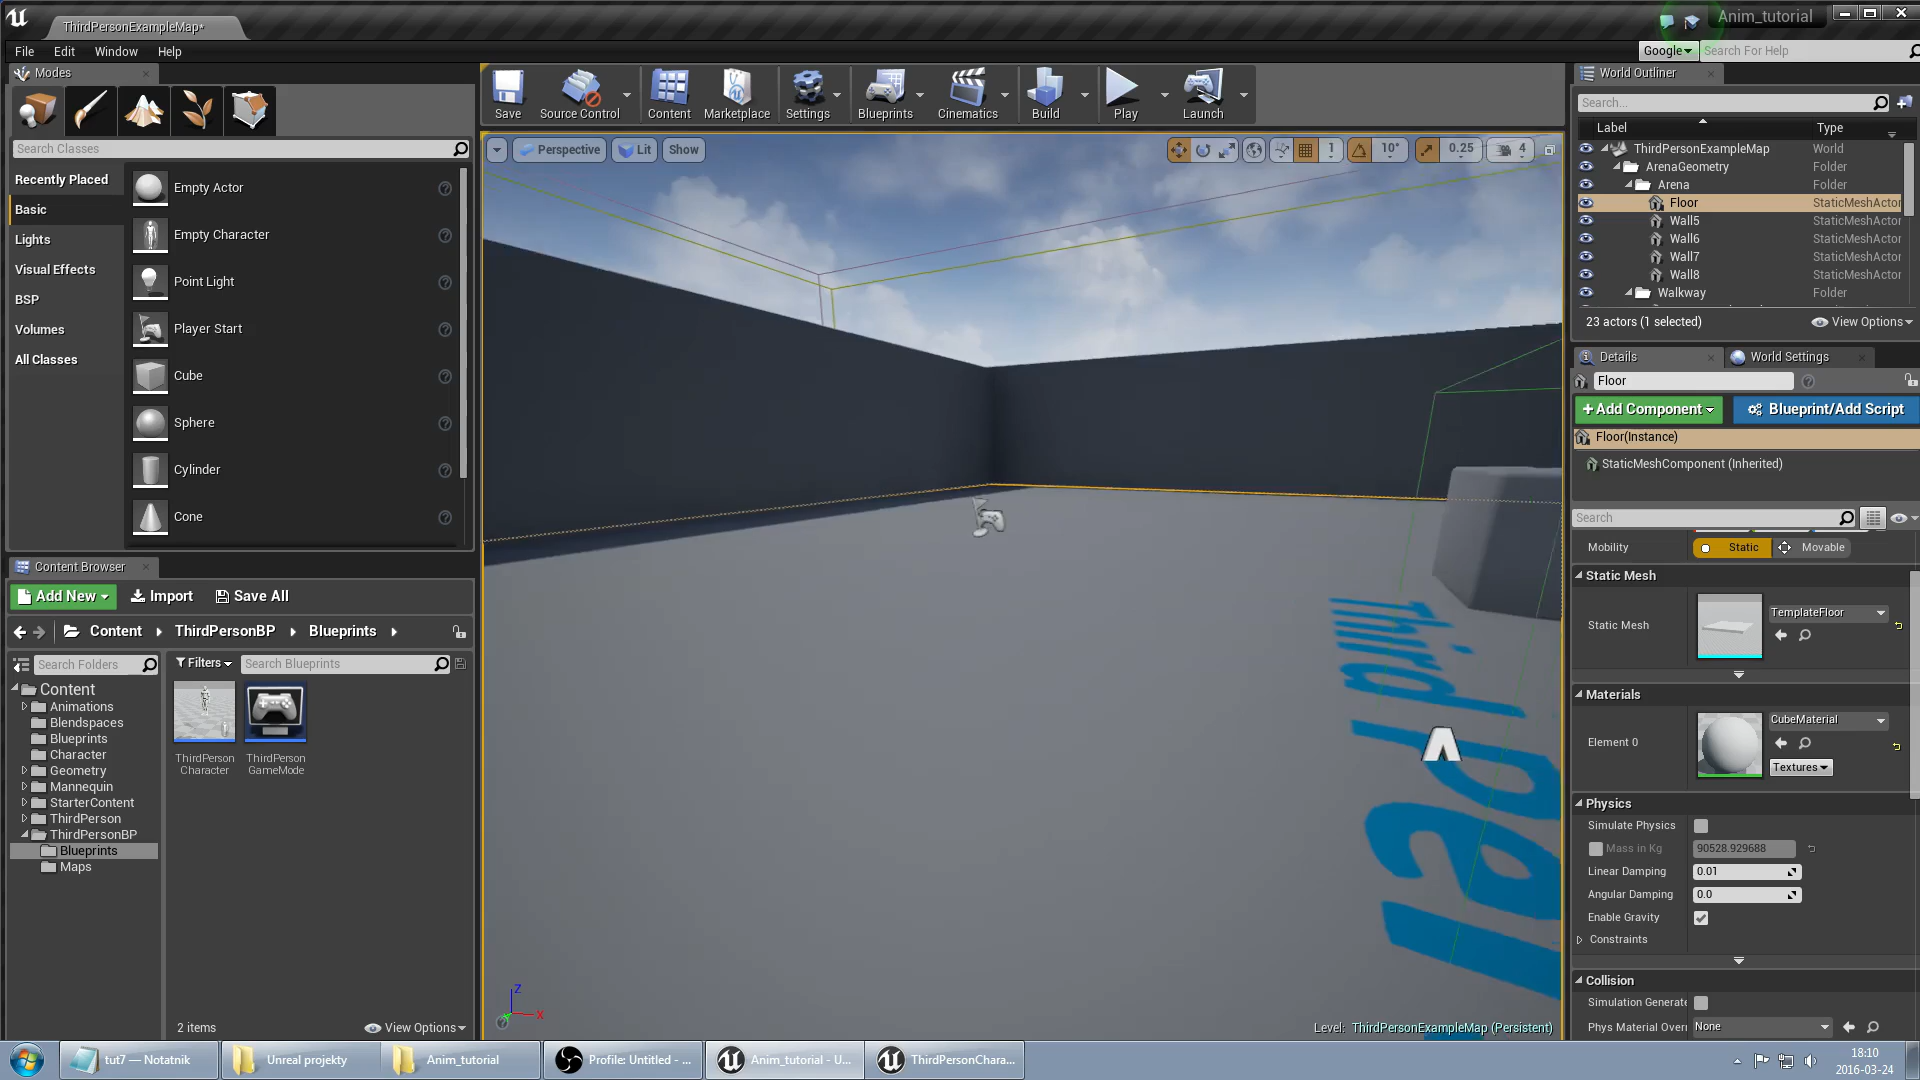 ThirdPersonExampleMap*
Anim_tutorial
File Edit Window Help
Google
Search For Help
Modes
Search Classes
Recently Placed
Basic
Lights
Visual Effects
BSP
Volumes
All Classes
Empty Actor
Empty Character
Point Light
Player Start
Cube
Sphere
Cylinder
Cone
Save
Source Control
Content
Marketplace
Settings
Blueprints
Cinematics
Build
Play
Launch
Perspective
Lit
Show
1
10°
0.25
4
Third
Level: ThirdPersonExampleMap (Persistent)
Z
X
World Outliner
Search...
Label Type
ThirdPersonExampleMap World
ArenaGeometry Folder
Arena Folder
Floor StaticMeshActor
Wall5 StaticMeshActor
Wall6 StaticMeshActor
Wall7 StaticMeshActor
Wall8 StaticMeshActor
Walkway Folder
23 actors (1 selected)
View Options
Details
World Settings
Floor
+Add Component
Blueprint/Add Script
Floor(Instance)
StaticMeshComponent (Inherited)
Search
Mobility Static Movable
Static Mesh
Static Mesh TemplateFloor
Materials
Element 0 CubeMaterial
Textures
Physics
Simulate Physics
Mass in Kg 90528.929688
Linear Damping 0.01
Angular Damping 0.0
Enable Gravity
Constraints
Collision
Simulation Generate
Phys Material Overr None
Content Browser
Add New
Import
Save All
Content ThirdPersonBP Blueprints
Search Folders
Filters
Search Blueprints
Content
Animations
Blendspaces
Blueprints
Character
Geometry
Mannequin
StarterContent
ThirdPerson
ThirdPersonBP
Blueprints
Maps
ThirdPerson
Character
ThirdPerson
GameMode
2 items
View Options
tut7 — Notatnik
Unreal projekty
Anim_tutorial
Profile: Untitled - ...
Anim_tutorial - U...
ThirdPersonChara...
18:10
2016-03-24